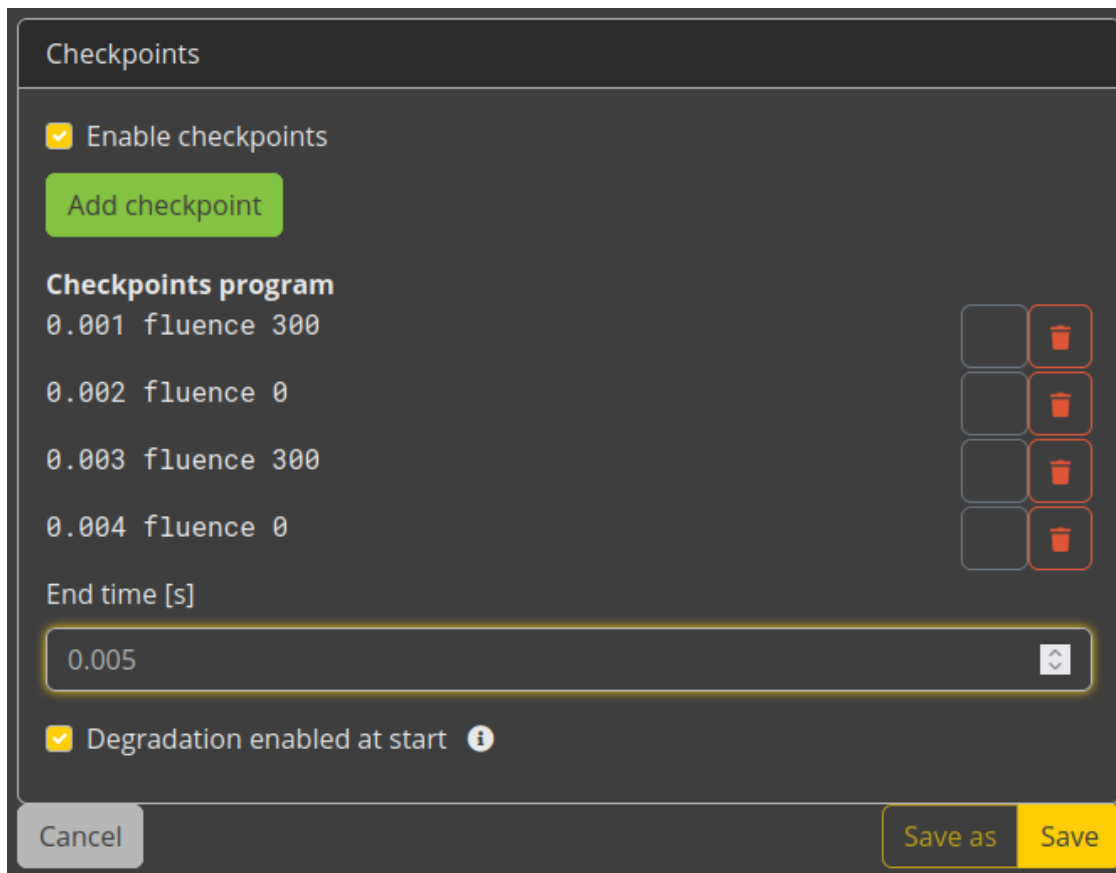 Checkpoints
Enable checkpoints
Add checkpoint
Checkpoints program
0.001 fluence 300
0.002 fluence 0
0.003 fluence 300
0.004 fluence 0
End time [s]
0.005
Degradation enabled at start
Cancel
Save as
Save